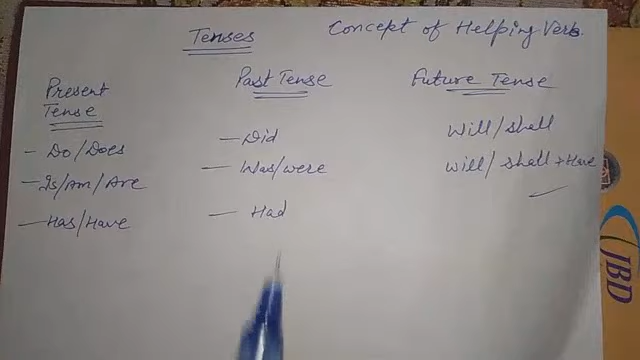 Tenses
Concept of Helping Verbs.
Present
Tense
- Do/Does
- Is/Am/Are
- Has/Have
Past Tense
- Did
- Was/were
- Had
Future Tense
Will/shall
will/shall + Have
JBD